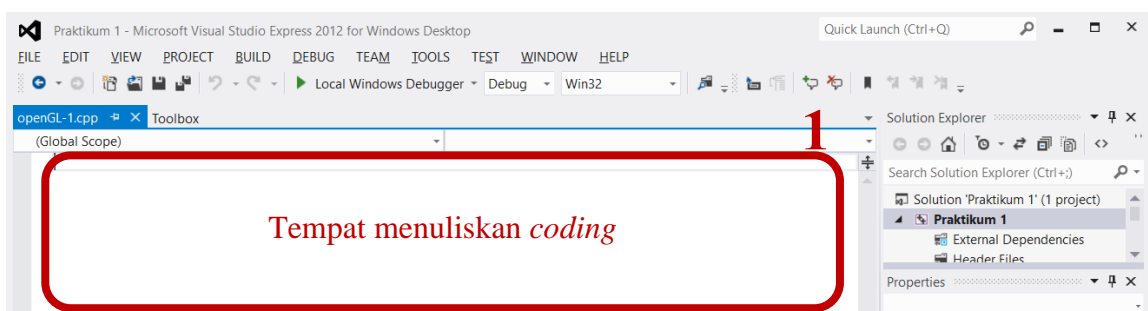 Praktikum 1 - Microsoft Visual Studio Express 2012 for Windows Desktop
Quick Launch (Ctrl+Q)
FILE EDIT VIEW PROJECT BUILD DEBUG TEAM TOOLS TEST WINDOW HELP
Local Windows Debugger Debug Win32
openGL-1.cpp Toolbox
1
Solution Explorer
(Global Scope)
Search Solution Explorer (Ctrl+;)
Tempat menuliskan coding
Solution 'Praktikum 1' (1 project)
Praktikum 1
External Dependencies
Header Files
Properties